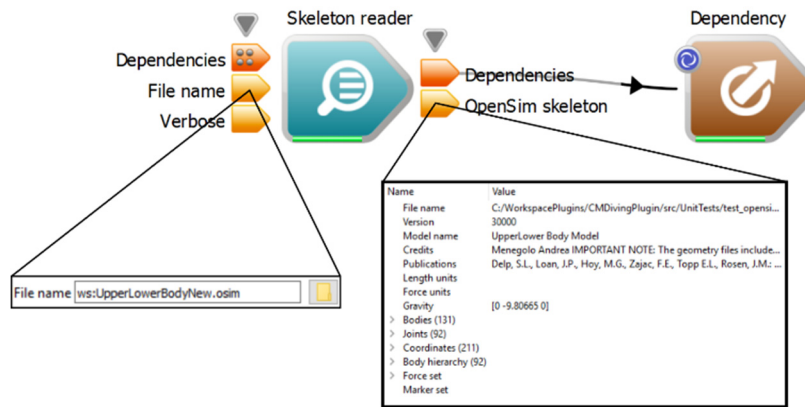 Skeleton reader
Dependency
Dependencies
File name
Verbose
Dependencies
OpenSim skeleton
File name ws:UpperLowerBodyNew.osim
Name Value
File name C:/WorkspacePlugins/CMDivingPlugin/src/UnitTests/test_opensi...
Version 30000
Model name UpperLower Body Model
Credits Menegolo Andrea IMPORTANT NOTE: The geometry files include...
Publications Delp, S.L., Loan, J.P., Hoy, M.G., Zajac, F.E., Topp E.L., Rosen, J.M.: ...
Length units
Force units
Gravity [0 -9.80665 0]
Bodies (131)
Joints (92)
Coordinates (211)
Body hierarchy (92)
Force set
Marker set